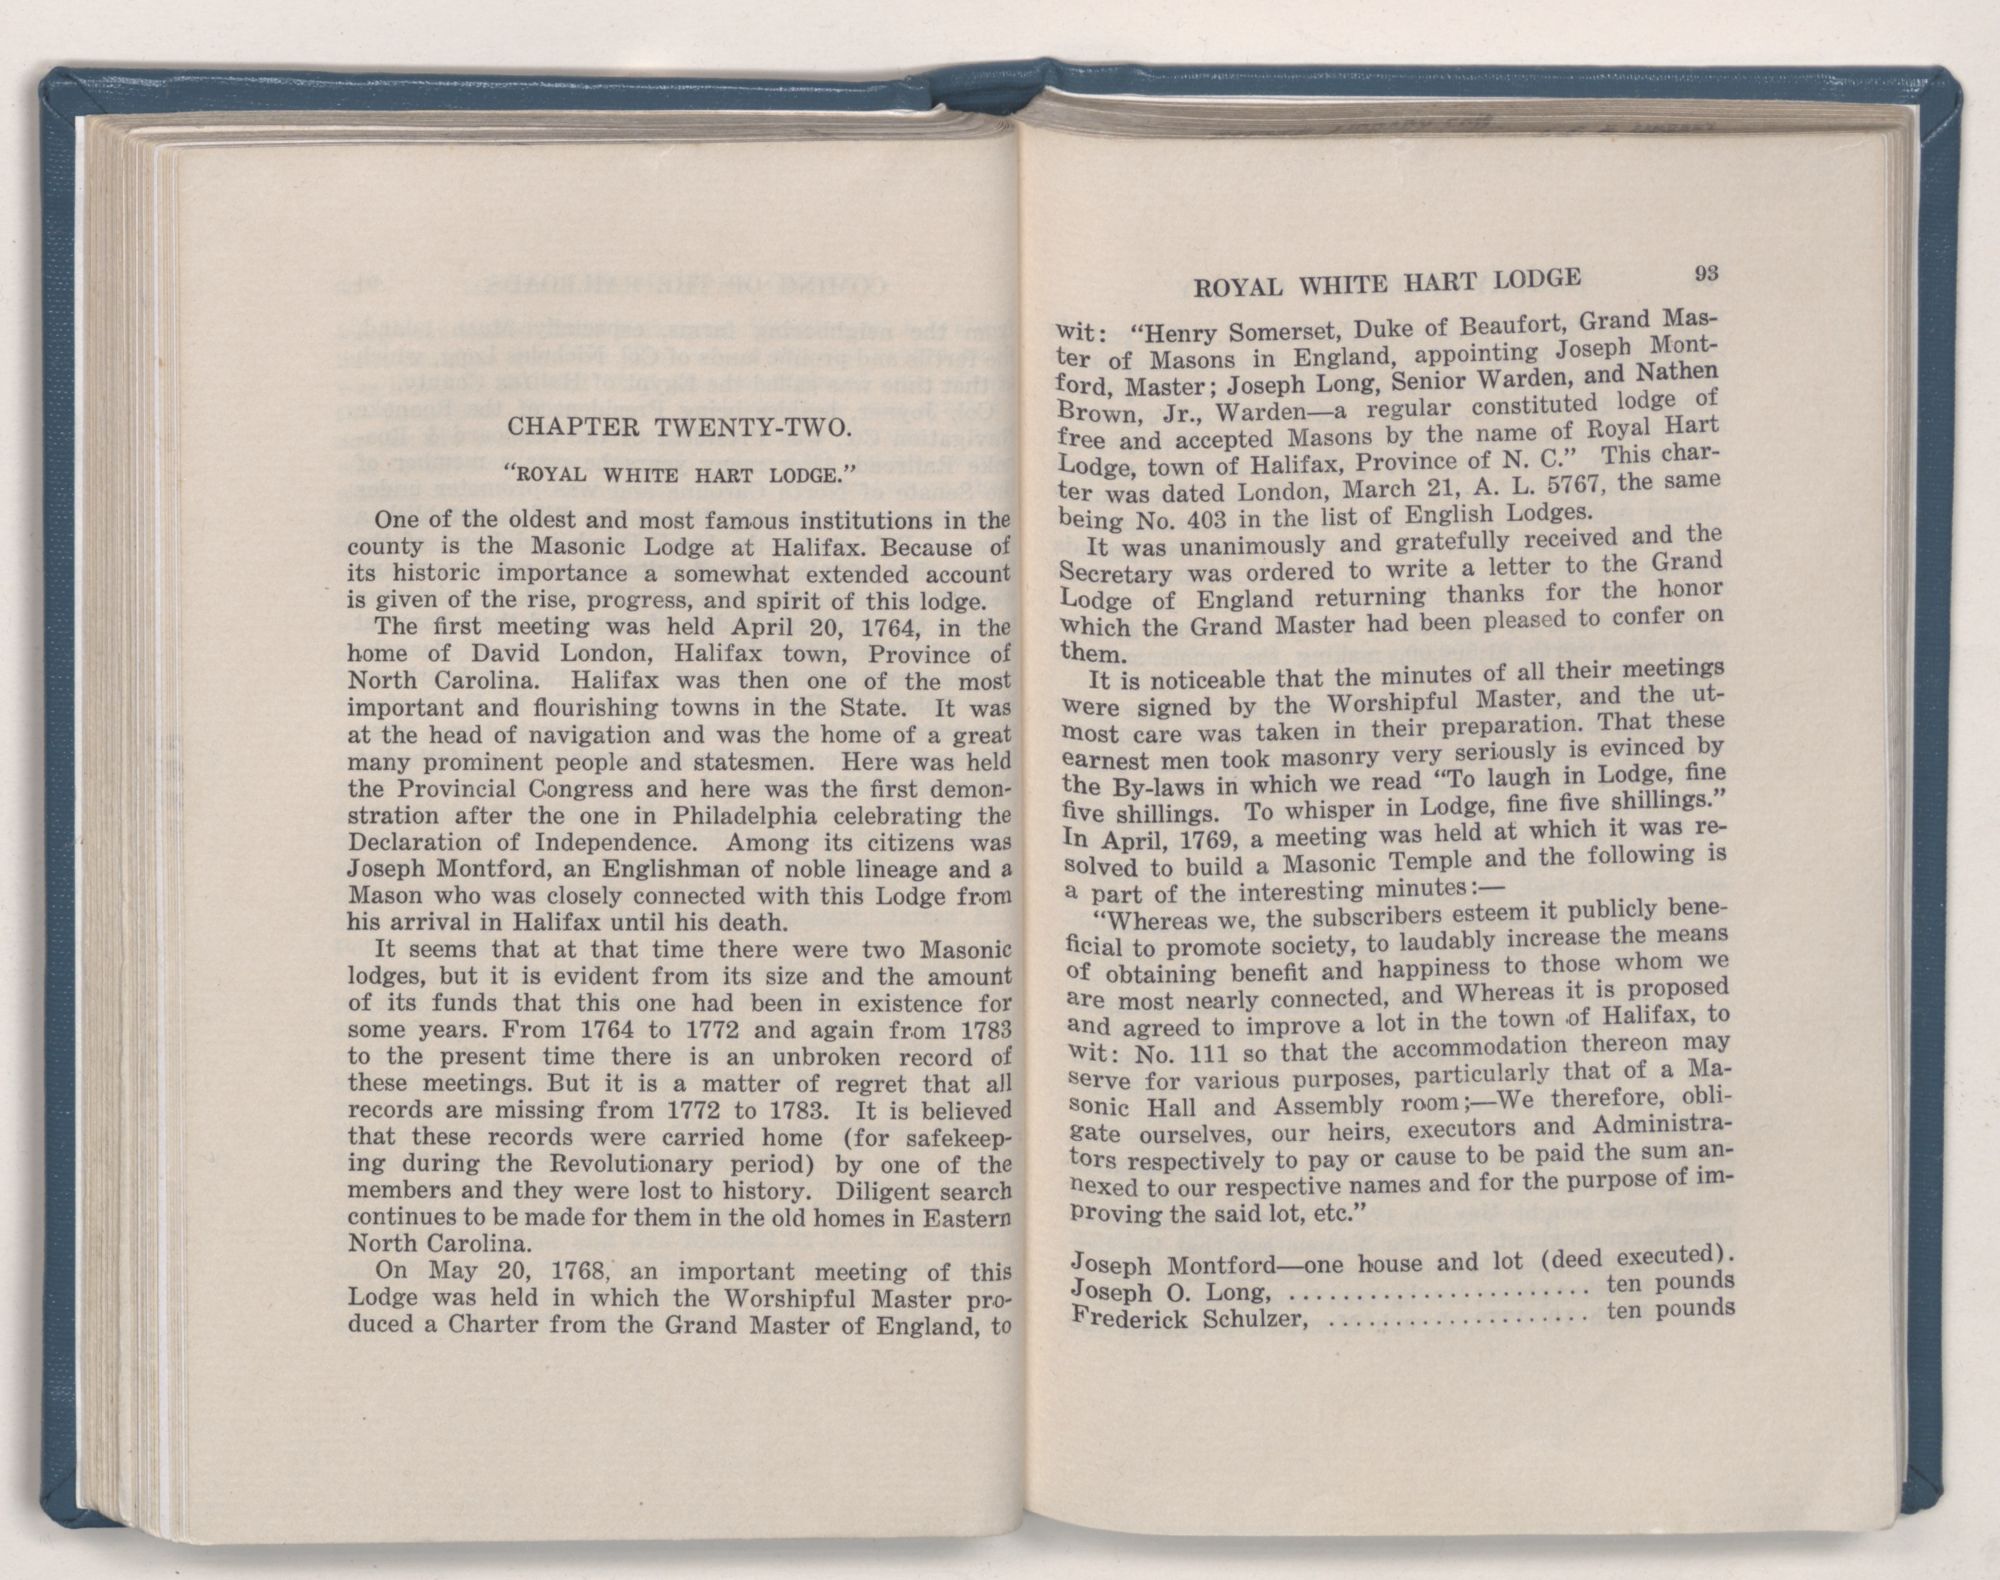 CHAPTER TWENTY-TWO.
“ROYAL WHITE HART LODGE.”
One of the oldest and most famous institutions in the
county is the Masonic Lodge at Halifax. Because of
its historic importance a somewhat extended account
is given of the rise, progress, and spirit of this lodge.
The first meeting was held April 20, 1764, in the
home of David London, Halifax town, Province of
North Carolina. Halifax was then one of the most
important and flourishing towns in the State. It was
at the head of navigation and was the home of a great
many prominent people and statesmen. Here was held
the Provincial Congress and here was the first demon-
stration after the one in Philadelphia celebrating the
Declaration of Independence. Among its citizens was
Joseph Montford, an Englishman of noble lineage and a
Mason who was closely connected with this Lodge from
his arrival in Halifax until his death.
It seems that at that time there were two Masonic
lodges, but it is evident from its size and the amount
of its funds that this one had been in existence for
some years. From 1764 to 1772 and again from 1783
to the present time there is an unbroken record of
these meetings. But it is a matter of regret that all
records are missing from 1772 to 1783. It is believed
that these records were carried home (for safekeep-
ing during the Revolutionary period) by one of the
members and they were lost to history. Diligent search
continues to be made for them in the old homes in Eastern
North Carolina.
On May 20, 1768, an important meeting of this
Lodge was held in which the Worshipful Master pro-
duced a Charter from the Grand Master of England, to
ROYAL WHITE HART LODGE 93
wit: “Henry Somerset, Duke of Beaufort, Grand Mas-
ter of Masons in England, appointing Joseph Mont-
ford, Master; Joseph Long, Senior Warden, and Nathen
Brown, Jr., Warden—a regular constituted lodge of
free and accepted Masons by the name of Royal Hart
Lodge, town of Halifax, Province of N. C.” This char-
ter was dated London, March 21, A. L. 5767, the same
being No. 403 in the list of English Lodges.
It was unanimously and gratefully received and the
Secretary was ordered to write a letter to the Grand
Lodge of England returning thanks for the honor
which the Grand Master had been pleased to confer on
them.
It is noticeable that the minutes of all their meetings
were signed by the Worshipful Master, and the ut-
most care was taken in their preparation. That these
earnest men took masonry very seriously is evinced by
the By-laws in which we read “To laugh in Lodge, fine
five shillings. To whisper in Lodge, fine five shillings.”
In April, 1769, a meeting was held at which it was re-
solved to build a Masonic Temple and the following is
a part of the interesting minutes:—
“Whereas we, the subscribers esteem it publicly bene-
ficial to promote society, to laudably increase the means
of obtaining benefit and happiness to those whom we
are most nearly connected, and Whereas it is proposed
and agreed to improve a lot in the town of Halifax, to
wit: No. 111 so that the accommodation thereon may
serve for various purposes, particularly that of a Ma-
sonic Hall and Assembly room;—We therefore, obli-
gate ourselves, our heirs, executors and Administra-
tors respectively to pay or cause to be paid the sum an-
nexed to our respective names and for the purpose of im-
proving the said lot, etc.”
Joseph Montford—one house and lot (deed executed).
Joseph O. Long, ....................... ten pounds
Frederick Schulzer, .................... ten pounds